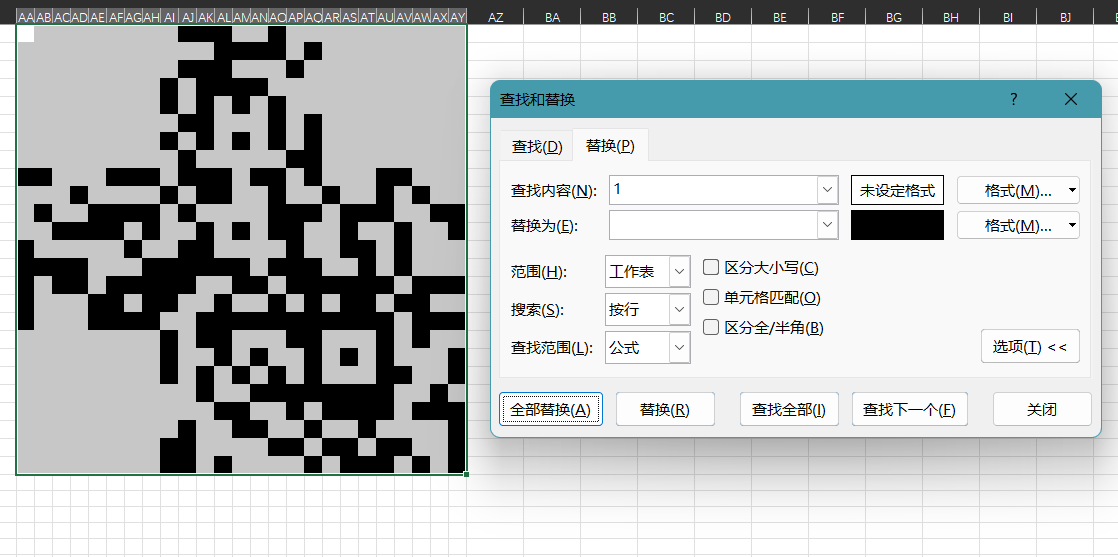 AA AB AC AD AE AF AG AH AI AJ AK AL AM AN AO AP AQ AR AS AT AU AV AW AX AY AZ BA BB BC BD BE BF BG BH BI BJ
查找和替换 ?
查找(D) 替换(P)
查找内容(N): 1 未设定格式 格式(M)...
替换为(E): 格式(M)...
范围(H): 工作表 区分大小写(C)
搜索(S): 按行 单元格匹配(O)
查找范围(L): 公式 区分全/半角(B)
选项(T) <<
全部替换(A) 替换(R) 查找全部(I) 查找下一个(F) 关闭